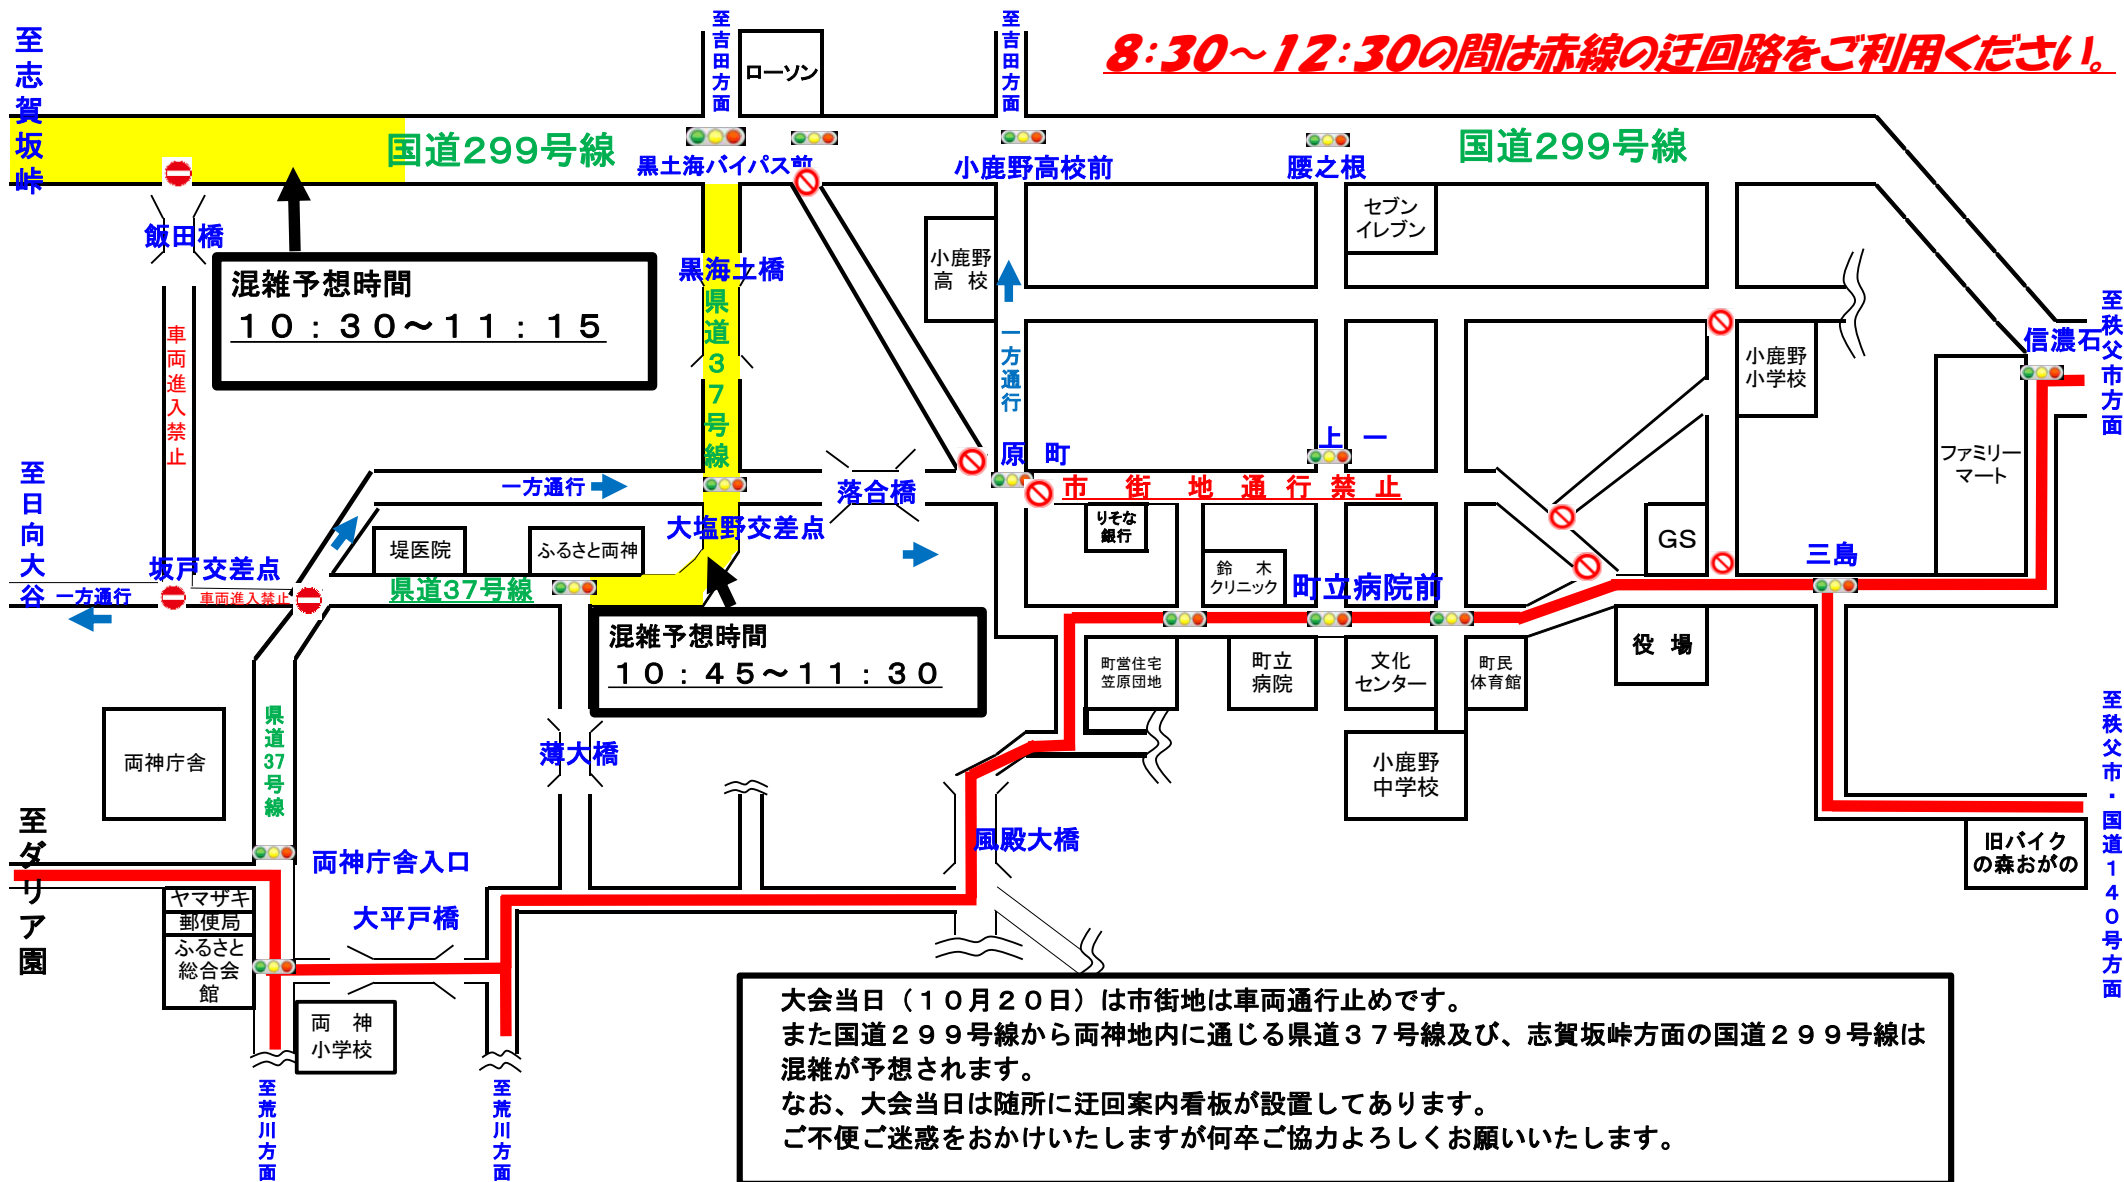 8:30～12:30の間は赤線の迂回路をご利用ください。
至志賀坂峠
至吉田方面
ローソン
至吉田方面
国道299号線
国道299号線
黒土海バイパス前
小鹿野高校前
腰之根
飯田橋
混雑予想時間
１０：３０～１１：１５
車両進入禁止
黒海土橋
県道37号線
小鹿野
高 校
一方通行
セブン
イレブン
小鹿野
小学校
信濃石
至秩父市方面
ファミリー
マート
至日向大谷
一方通行
落合橋
原 町
上 一
市街地通行禁止
大塩野交差点
りそな
銀行
堤医院
ふるさと両神
鈴 木
クリニック
町立病院前
GS
三島
坂戸交差点
一方通行
車両進入禁止
県道37号線
混雑予想時間
１０：４５～１１：３０
町営住宅
笠原団地
町立
病院
文化
センター
町民
体育館
役 場
小鹿野
中学校
両神庁舎
県道37号線
薄大橋
風殿大橋
至秩父市・国道140号方面
旧バイク
の森おがの
至ダリア園
両神庁舎入口
ヤマザキ
郵便局
ふるさと
総合会
館
大平戸橋
両 神
小学校
至荒川方面
至荒川方面
大会当日（１０月２０日）は市街地は車両通行止めです。
また国道２９９号線から両神地内に通じる県道３７号線及び、志賀坂峠方面の国道２９９号線は
混雑が予想されます。
なお、大会当日は随所に迂回案内看板が設置してあります。
ご不便ご迷惑をおかけいたしますが何卒ご協力よろしくお願いいたします。